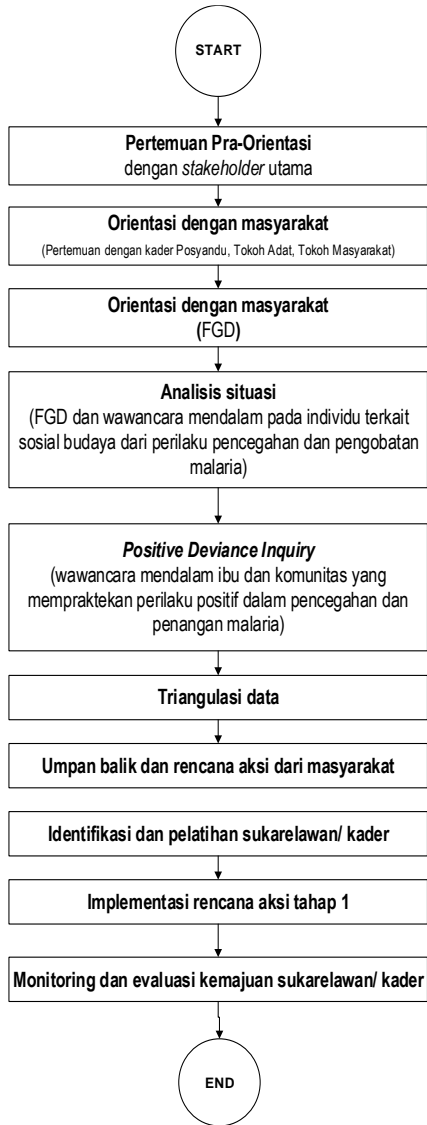 START
Pertemuan Pra-Orientasi
dengan stakeholder utama
Orientasi dengan masyarakat
(Pertemuan dengan kader Posyandu, Tokoh Adat, Tokoh Masyarakat)
Orientasi dengan masyarakat
(FGD)
Analisis situasi
(FGD dan wawancara mendalam pada individu terkait
sosial budaya dari perilaku pencegahan dan pengobatan
malaria)
Positive Deviance Inquiry
(wawancara mendalam ibu dan komunitas yang
mempraktekan perilaku positif dalam pencegahan dan
penangan malaria)
Triangulasi data
Umpan balik dan rencana aksi dari masyarakat
Identifikasi dan pelatihan sukarelawan/ kader
Implementasi rencana aksi tahap 1
Monitoring dan evaluasi kemajuan sukarelawan/ kader
END